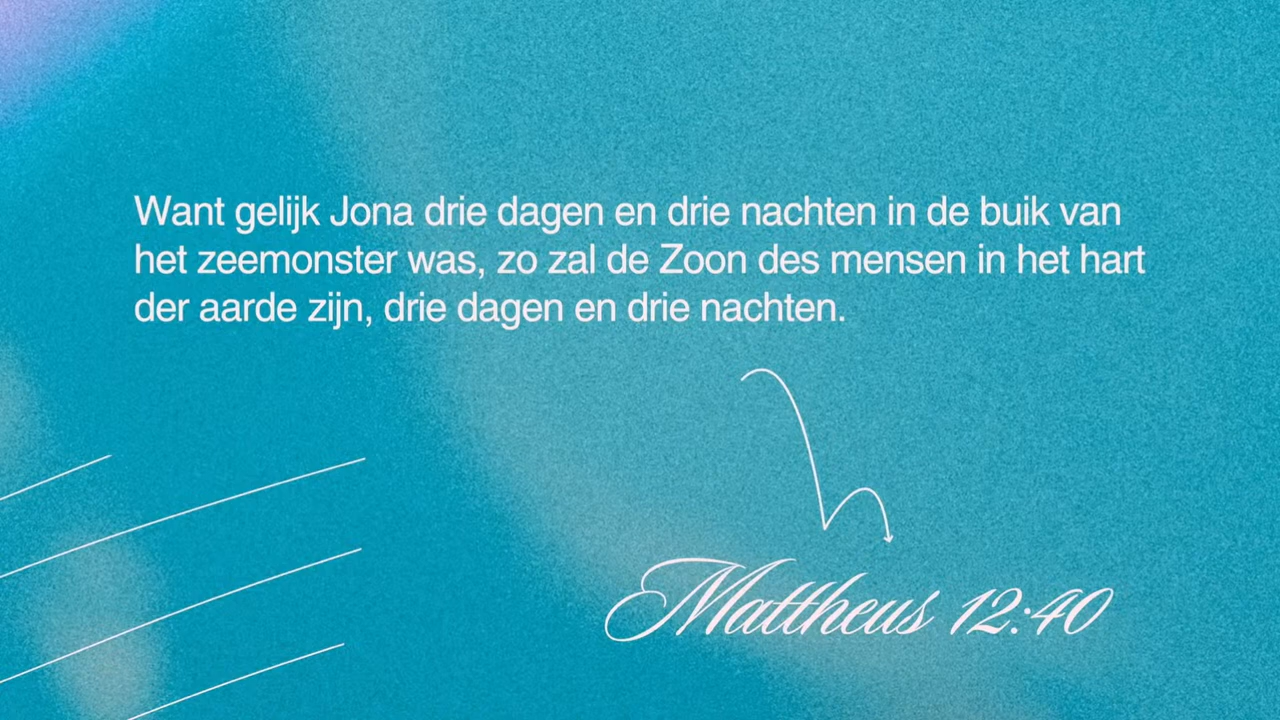 Want gelijk Jona drie dagen en drie nachten in de buik van
het zeemonster was, zo zal de Zoon des mensen in het hart
der aarde zijn, drie dagen en drie nachten.
Mattheus 12:40